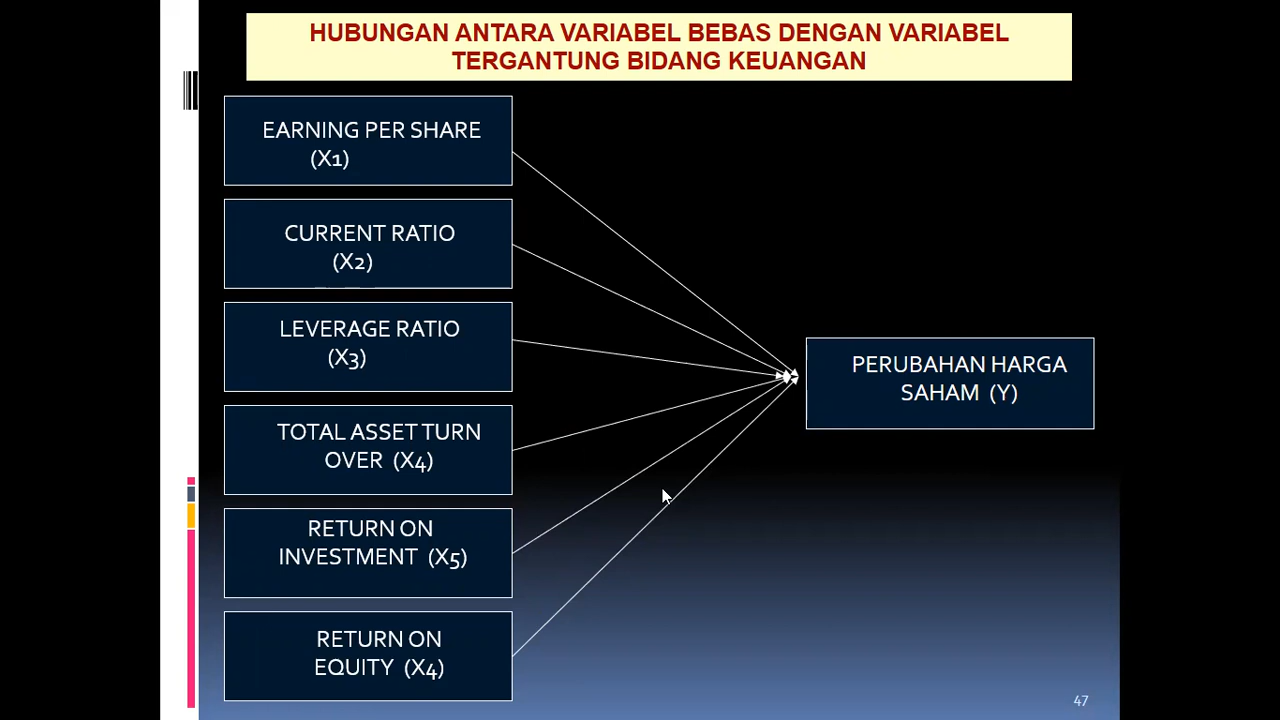 HUBUNGAN ANTARA VARIABEL BEBAS DENGAN VARIABEL
TERGANTUNG BIDANG KEUANGAN
EARNING PER SHARE
(X1)
CURRENT RATIO
(X2)
LEVERAGE RATIO
(X3)
TOTAL ASSET TURN
OVER (X4)
RETURN ON
INVESTMENT (X5)
RETURN ON
EQUITY (X4)
PERUBAHAN HARGA
SAHAM (Y)
47